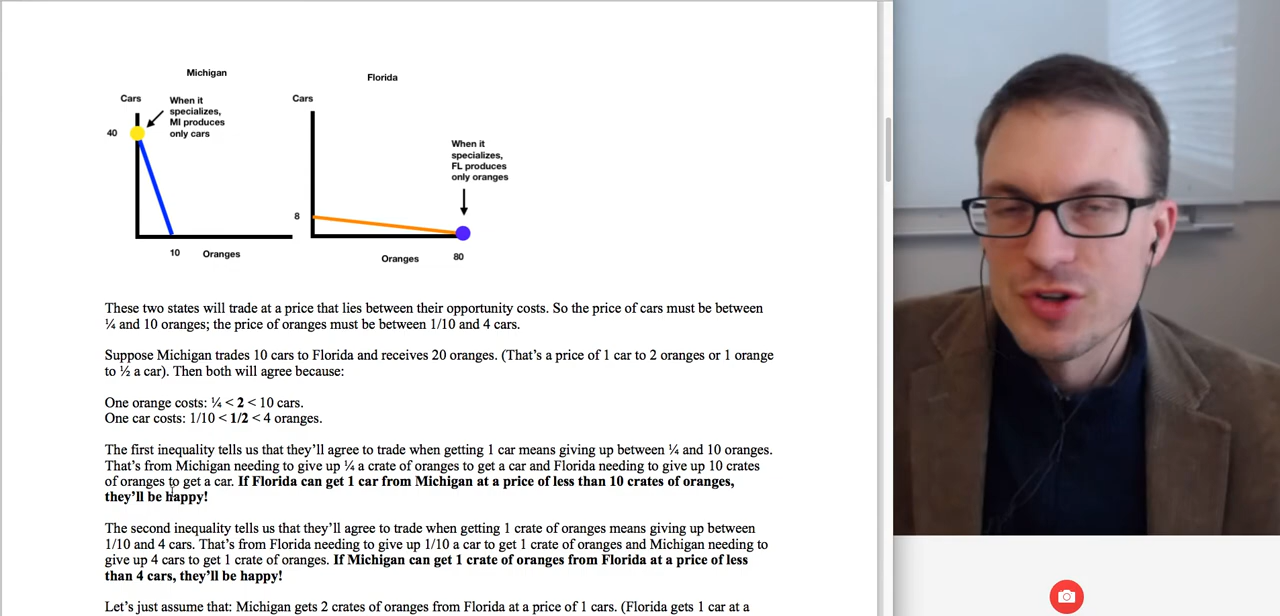 Michigan
Florida
Cars
When it
specializes,
MI produces
only cars
40
10
Oranges
Cars
When it
specializes,
FL produces
only oranges
8
Oranges
80
These two states will trade at a price that lies between their opportunity costs. So the price of cars must be between
¼ and 10 oranges; the price of oranges must be between 1/10 and 4 cars.
Suppose Michigan trades 10 cars to Florida and receives 20 oranges. (That’s a price of 1 car to 2 oranges or 1 orange
to ½ a car). Then both will agree because:
One orange costs: ¼ < 2 < 10 cars.
One car costs: 1/10 < 1/2 < 4 oranges.
The first inequality tells us that they’ll agree to trade when getting 1 car means giving up between ¼ and 10 oranges.
That’s from Michigan needing to give up ¼ a crate of oranges to get a car and Florida needing to give up 10 crates
of oranges to get a car. If Florida can get 1 car from Michigan at a price of less than 10 crates of oranges,
they’ll be happy!
The second inequality tells us that they’ll agree to trade when getting 1 crate of oranges means giving up between
1/10 and 4 cars. That’s from Florida needing to give up 1/10 a car to get 1 crate of oranges and Michigan needing to
give up 4 cars to get 1 crate of oranges. If Michigan can get 1 crate of oranges from Florida at a price of less
than 4 cars, they’ll be happy!
Let’s just assume that: Michigan gets 2 crates of oranges from Florida at a price of 1 cars. (Florida gets 1 car at a